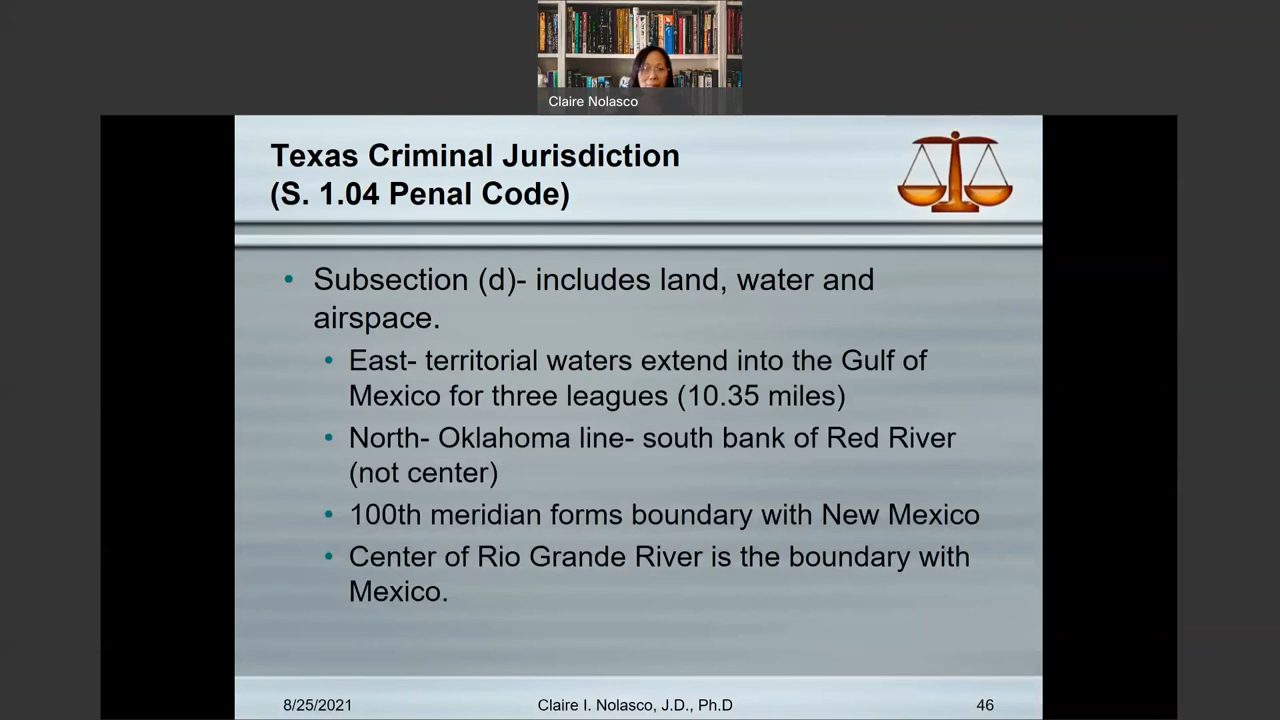 Claire Nolasco
Texas Criminal Jurisdiction
(S. 1.04 Penal Code)
• Subsection (d)- includes land, water and
airspace.
• East- territorial waters extend into the Gulf of
Mexico for three leagues (10.35 miles)
• North- Oklahoma line- south bank of Red River
(not center)
• 100th meridian forms boundary with New Mexico
• Center of Rio Grande River is the boundary with
Mexico.
8/25/2021
Claire I. Nolasco, J.D., Ph.D
46